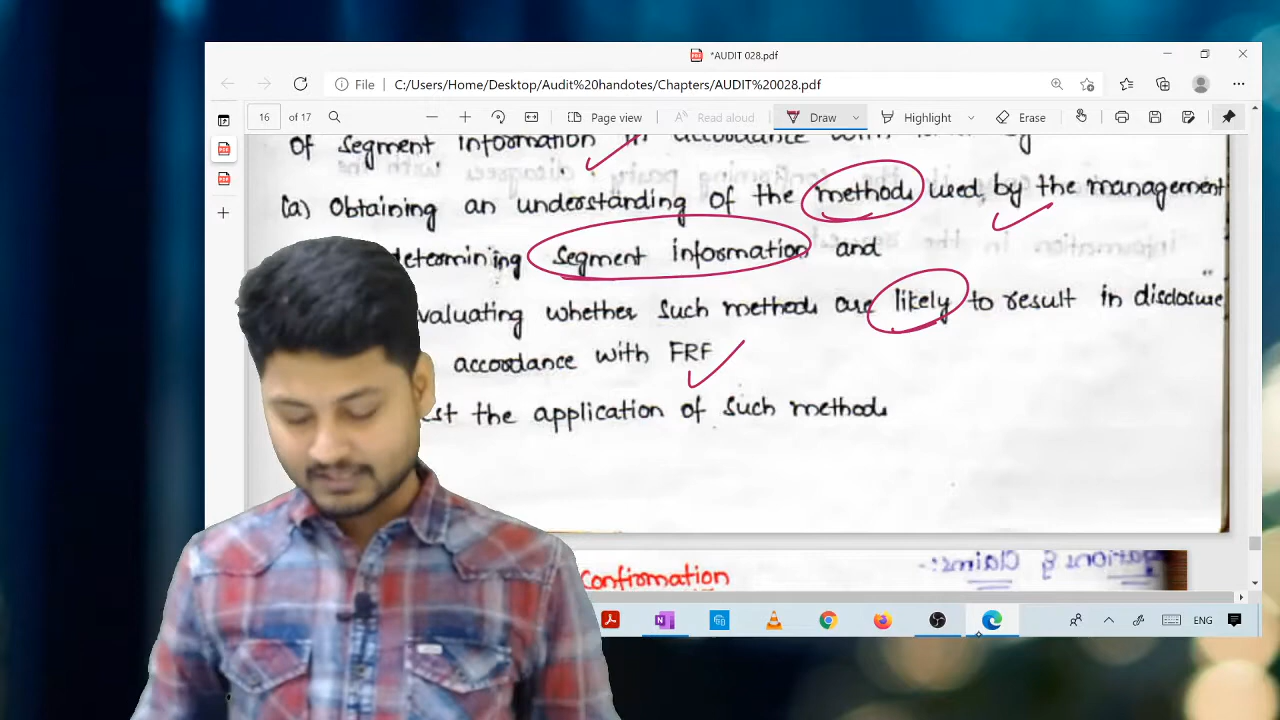 *AUDIT 028.pdf
File | C:/Users/Home/Desktop/Audit%20handotes/Chapters/AUDIT%20028.pdf
16 of 17 Page view Read aloud Draw Highlight Erase
of segment information in accordance with
(a) Obtaining an understanding of the methods used by the management
determining segment information and
valuating whether such methods are likely to result in disclosure
accordance with FRF
st the application of such methods
Confirmation
ENG